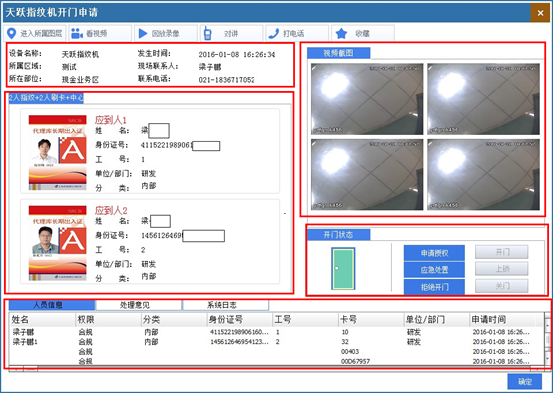 天跃指纹机开门申请
进入所属图层 看视频 回放录像 对讲 打电话 收藏
设备名称: 天跃指纹机 发生时间: 2016-01-08 16:26:34
所属区域: 测试 现场联系人: 梁子鹏
所在部位: 现金业务区 联系电话: 021-1836717052
视频截图
2人指纹+2人刷卡+中心
应到人1
代理库长期出入证
姓 名: 梁
身份证号: 4115221989061
工 号: 1
单位/部门: 研发
分 类: 内部
应到人2
代理库长期出入证
姓 名: 梁
身份证号: 1456126469
工 号: 2
单位/部门: 研发
分 类: 内部
开门状态
申请授权 开门
应急处置 上锁
拒绝开门 关门
人员信息 处理意见 系统日志
姓名 权限 分类 身份证号 工号 卡号 单位/部门 申请时间
梁子鹏 合规 内部 411522198906160... 1 10 研发 2016-01-08 16:26...
梁子鹏1 合规 内部 145612646954123... 2 32 研发 2016-01-08 16:26...
合规 00403 2016-01-08 16:26...
合规 00D67957 2016-01-08 16:26...
确定